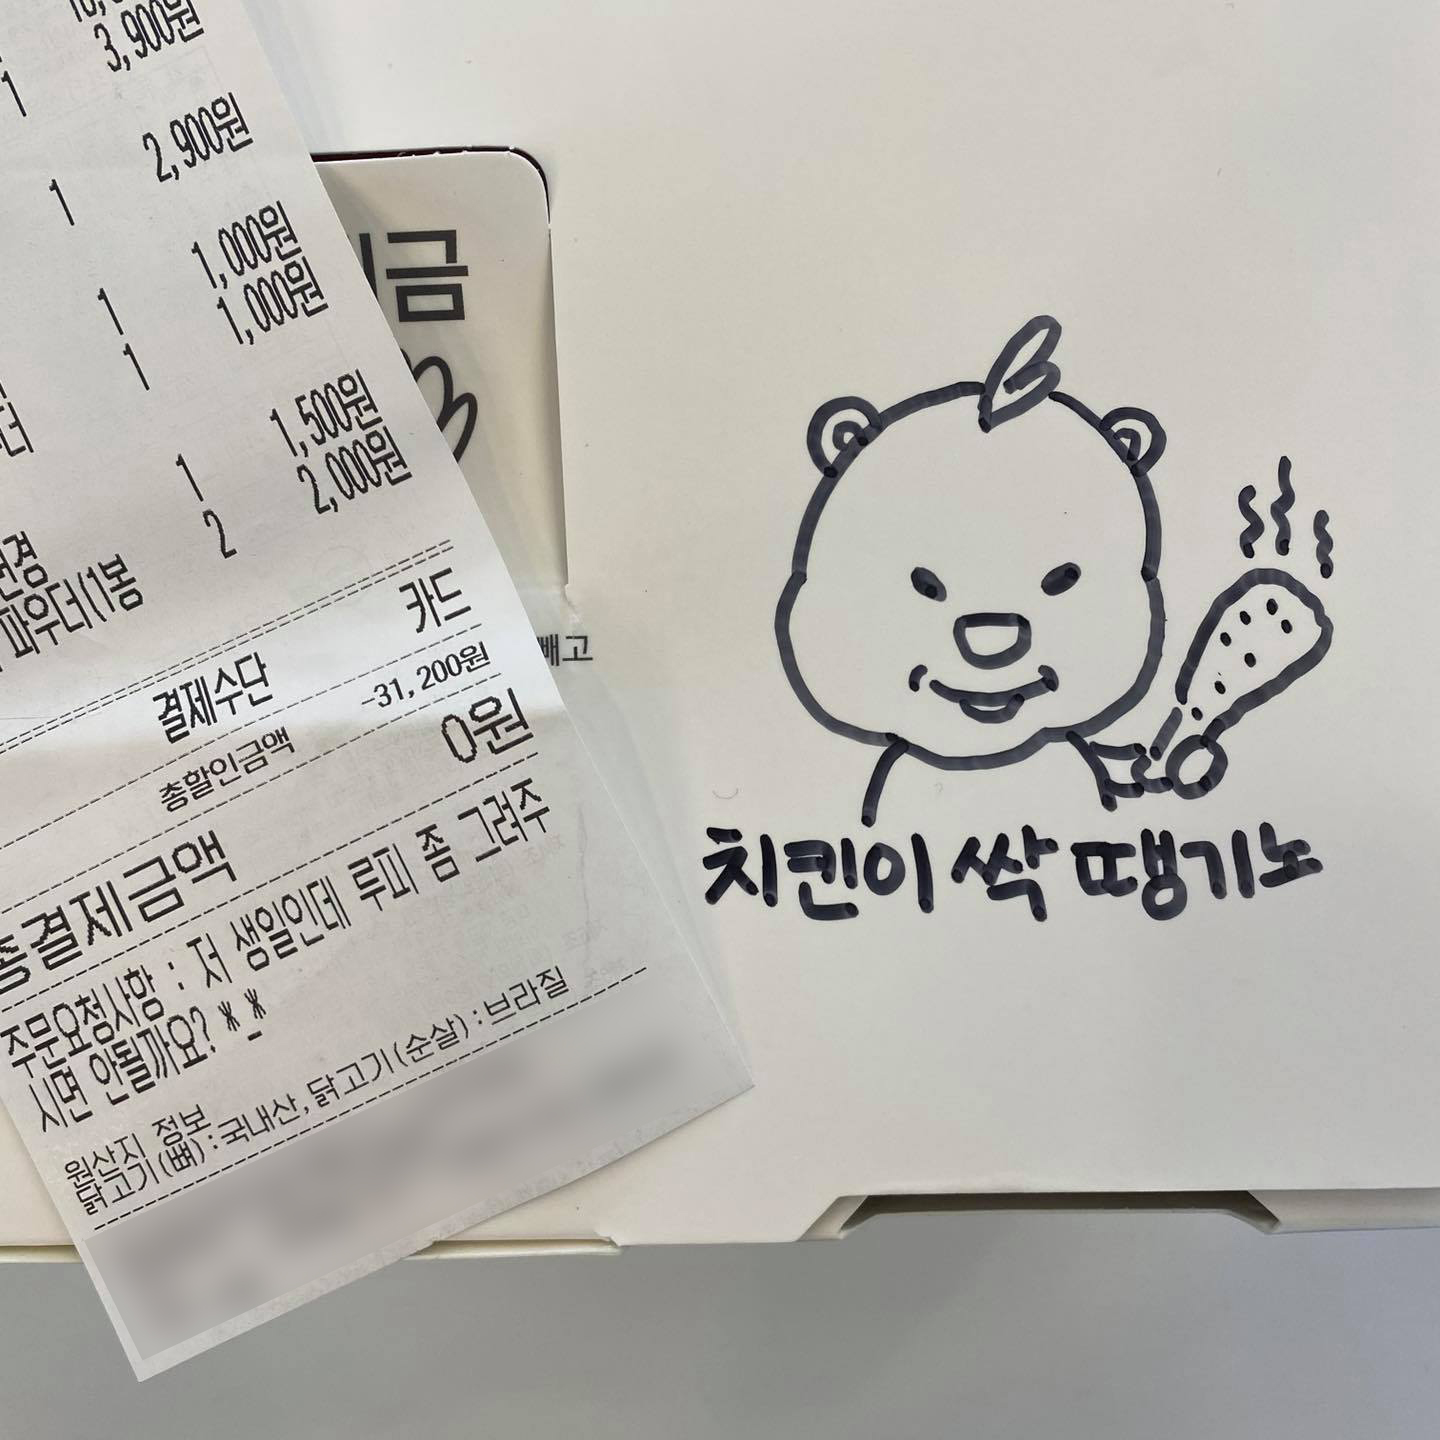 3,900원
1
2,900원
1
1,000원
1
1,000원
1
1,500원
1
2,000원
2
변경
파우더(1봉
결제수단 카드
총할인금액 -31,200원
총결제금액 0원
주문요청사항 : 저 생일인데 루피 좀 그려주
시면 안될까요? *_*
원산지 정보
닭고기(뼈):국내산,닭고기(순살):브라질
금
빼고
치킨이 싹 땡기노